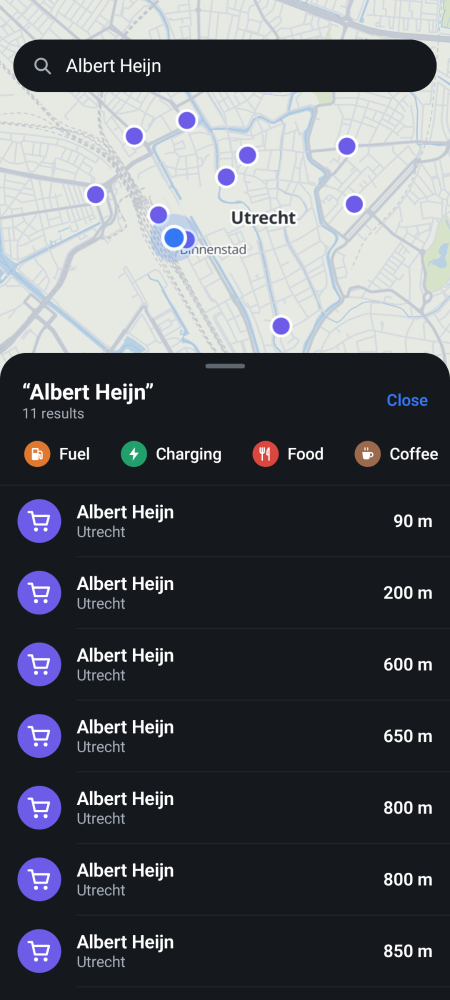 Albert Heijn
Utrecht
Binnenstad
“Albert Heijn”
11 results
Close
Fuel
Charging
Food
Coffee
Albert Heijn
Utrecht
90 m
Albert Heijn
Utrecht
200 m
Albert Heijn
Utrecht
600 m
Albert Heijn
Utrecht
650 m
Albert Heijn
Utrecht
800 m
Albert Heijn
Utrecht
800 m
Albert Heijn
Utrecht
850 m